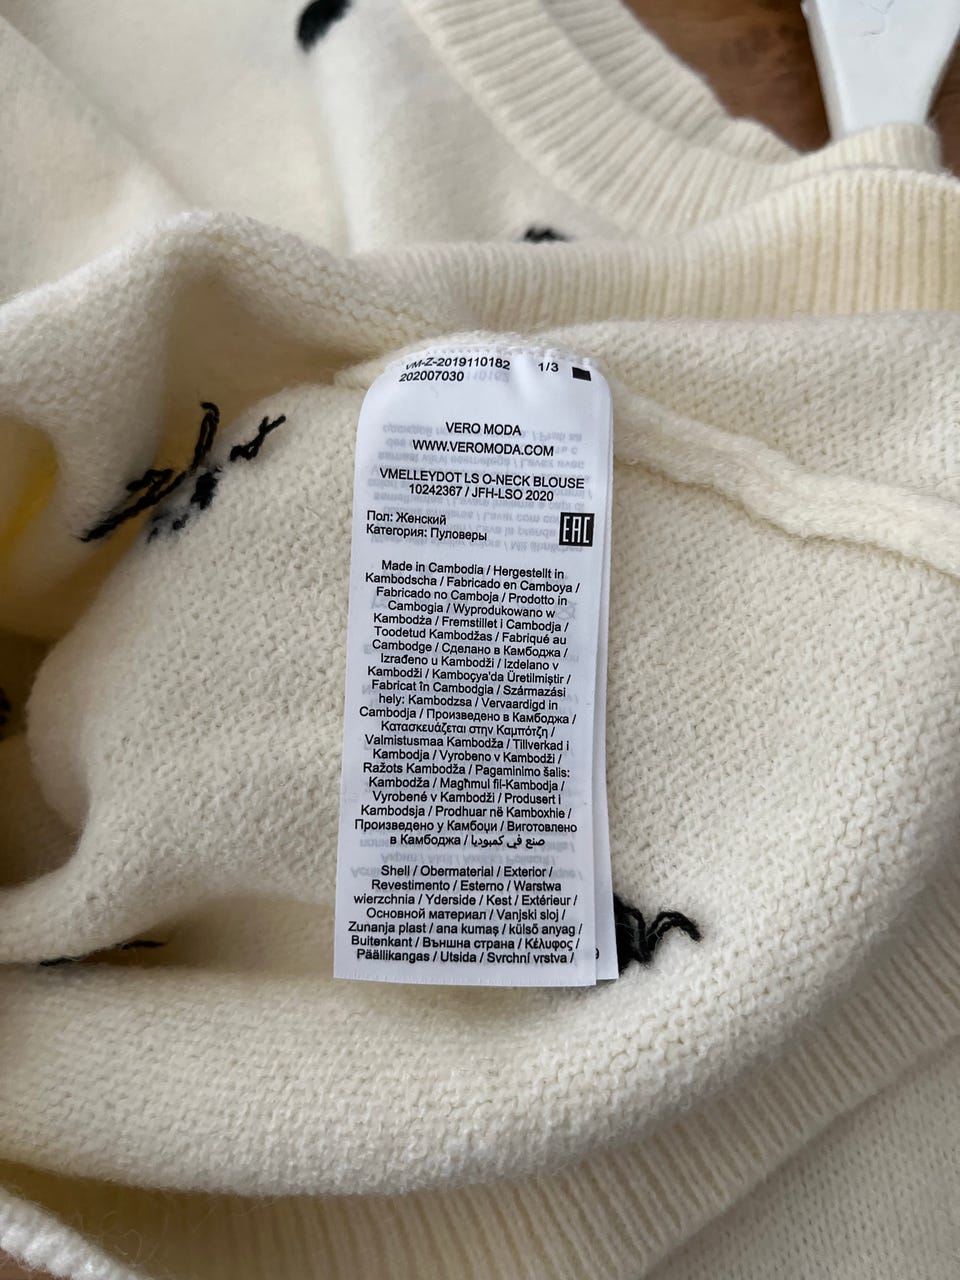 VM-Z-2019110182 1/3
202007030
VERO MODA
WWW.VEROMODA.COM
VMELLEYDOT LS O-NECK BLOUSE
10242367 / JFH-LSO 2020
Пол: Женский
Категория: Пуловеры
EAC
Made in Cambodia / Hergestellt in
Kambodscha / Fabricado en Camboya /
Fabricado no Camboja / Prodotto in
Cambogia / Wyprodukowano w
Kambodża / Fremstillet i Cambodja /
Toodetud Kambodžas / Fabriqué au
Cambodge / Сделано в Камбоджа /
Izrađeno u Kambodži / Izdelano v
Kambodži / Kamboçya'da Üretilmiştir /
Fabricat în Cambodgia / Származási
hely: Kambodzsa / Vervaardigd in
Cambodja / Произведено в Камбоджа /
Κατασκευάζεται στην Καμπότζη /
Valmistusmaa Kambodža / Tillverkad i
Kambodja / Vyrobeno v Kambodži /
Ražots Kambodža / Pagaminimo šalis:
Kambodža / Magħmul fil-Kambodja /
Vyrobené v Kambodži / Produsert i
Kambodsja / Prodhuar në Kamboxhie /
Произведено у Камбоџи / Виготовлено
в Камбоджа / صنع في كمبوديا
Shell / Obermaterial / Exterior /
Revestimento / Esterno / Warstwa
wierzchnia / Yderside / Kest / Extérieur /
Основной материал / Vanjski sloj /
Zunanja plast / ana kumaş / külső anyag /
Buitenkant / Външна страна / Κέλυφος /
Päällikangas / Utsida / Svrchní vrstva /